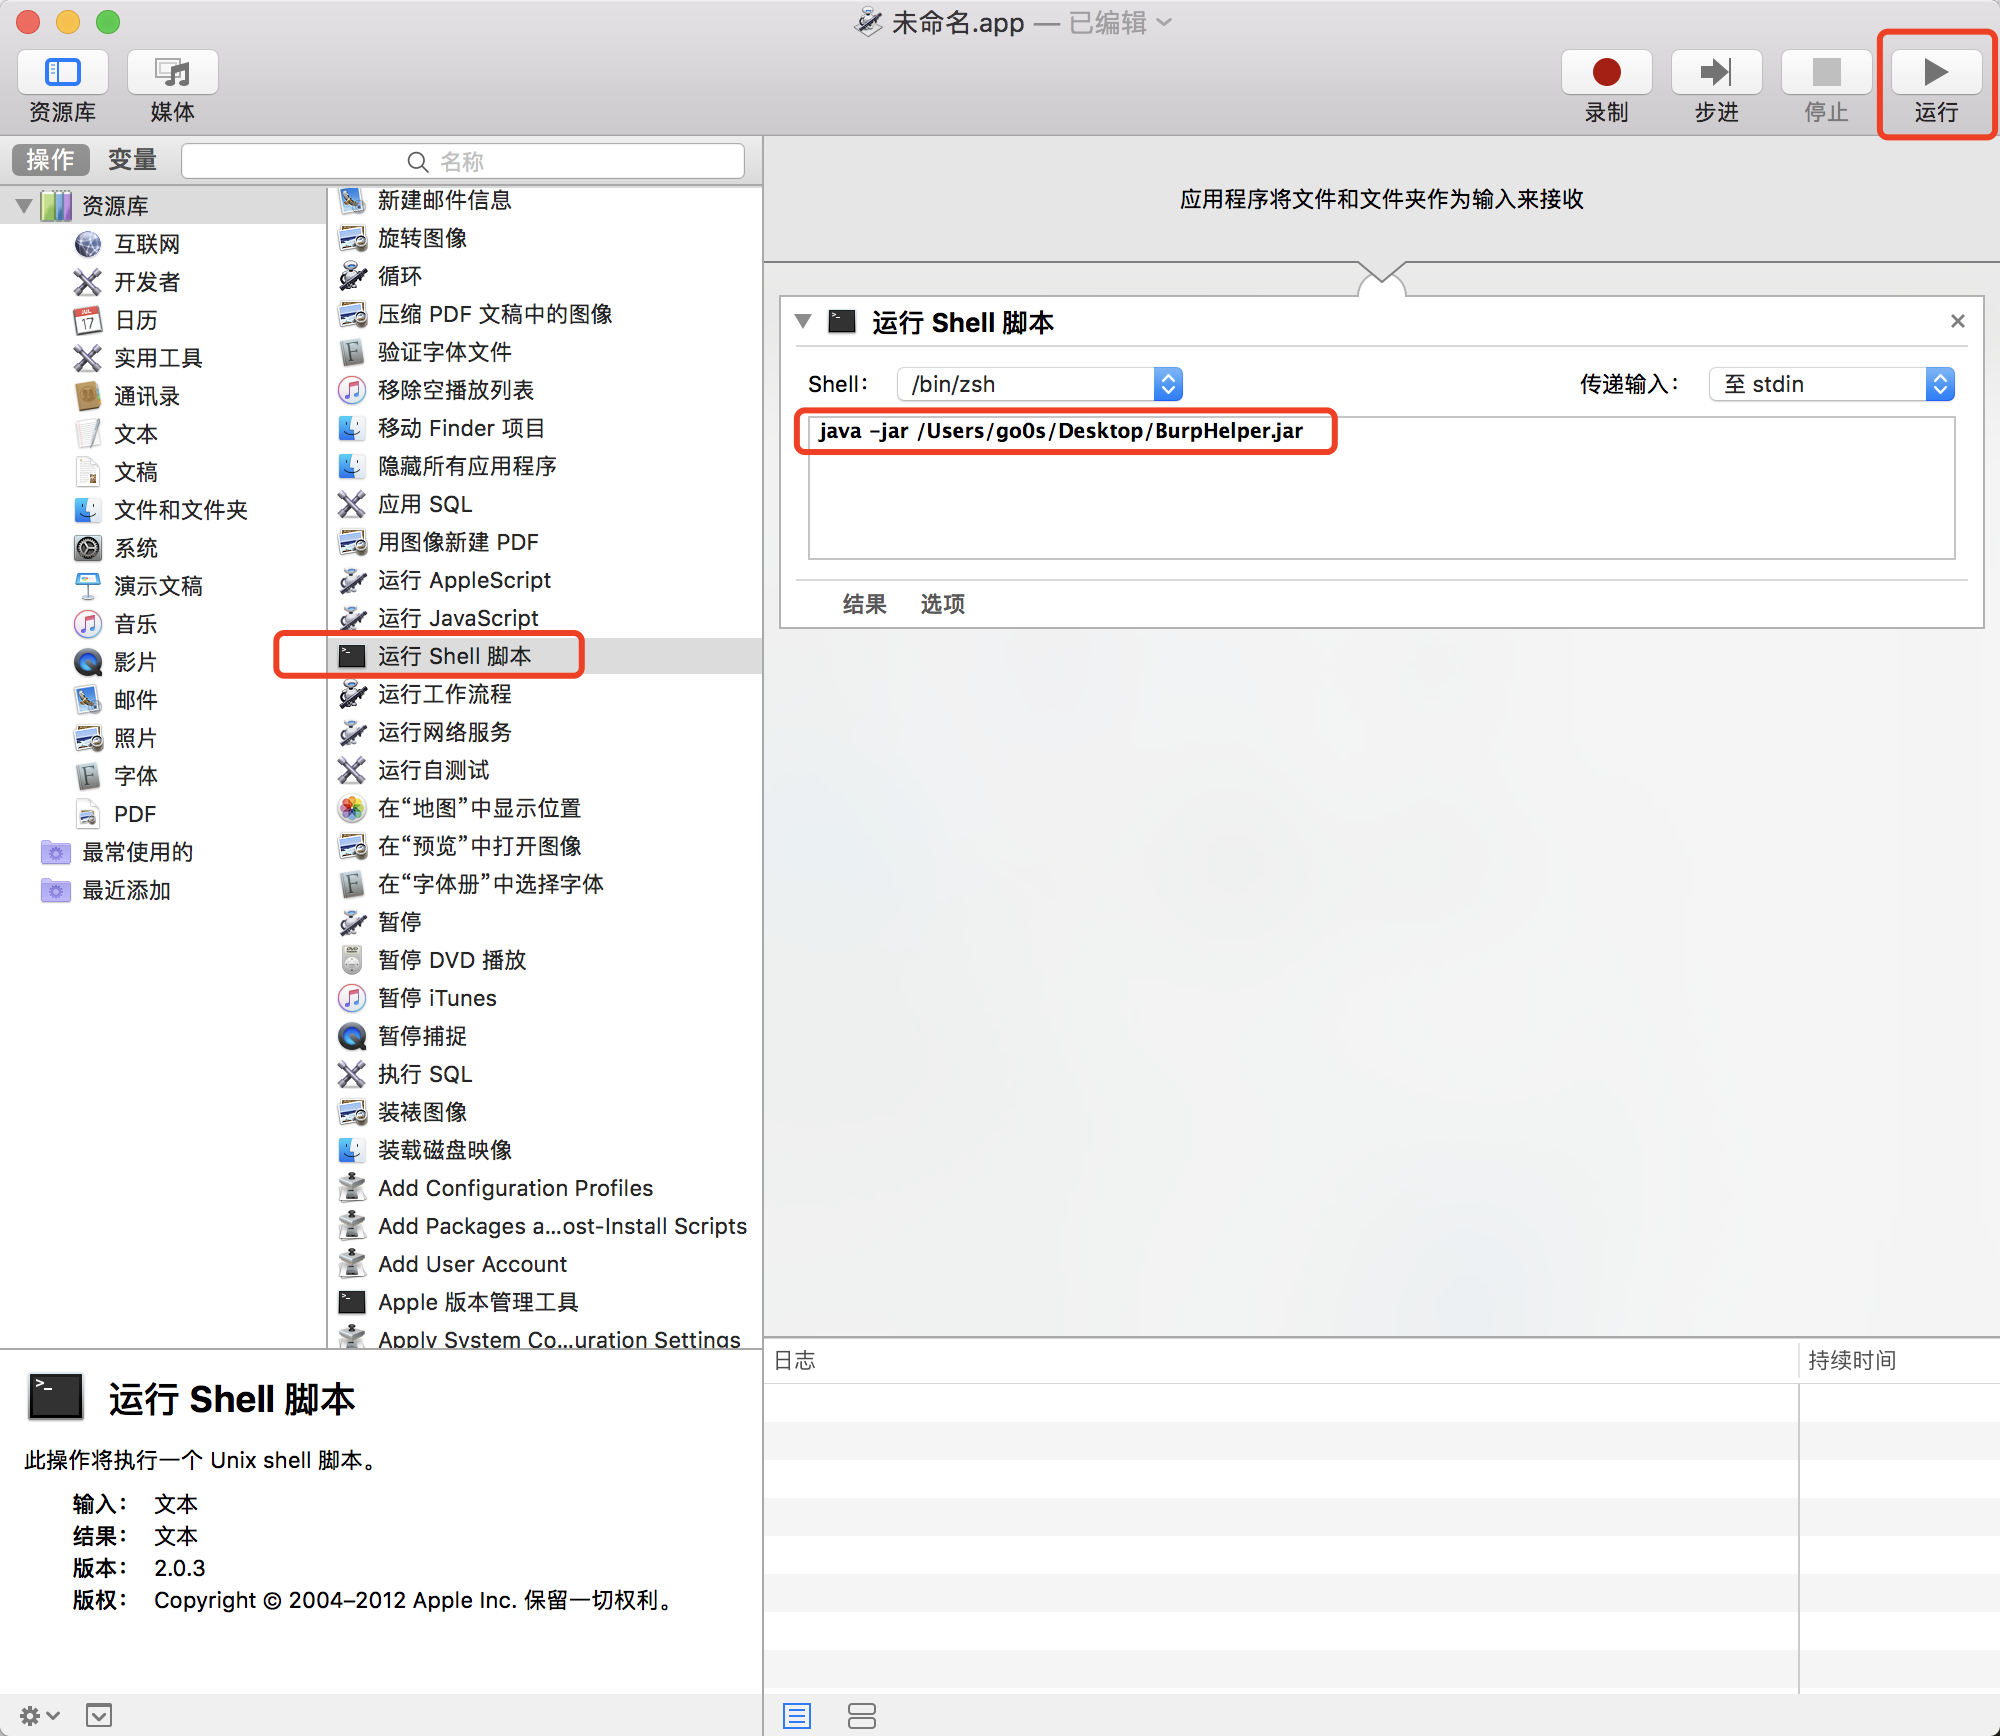 未命名.app — 已编辑
资源库
媒体
录制
步进
停止
运行
操作
变量
名称
资源库
互联网
开发者
JUL
17
日历
实用工具
通讯录
文本
文稿
文件和文件夹
系统
演示文稿
音乐
影片
邮件
照片
字体
PDF
最常使用的
最近添加
新建邮件信息
旋转图像
循环
压缩 PDF 文稿中的图像
验证字体文件
移除空播放列表
移动 Finder 项目
隐藏所有应用程序
应用 SQL
用图像新建 PDF
运行 AppleScript
运行 JavaScript
运行 Shell 脚本
运行工作流程
运行网络服务
运行自测试
在“地图”中显示位置
在“预览”中打开图像
在“字体册”中选择字体
暂停
暂停 DVD 播放
暂停 iTunes
暂停捕捉
执行 SQL
装裱图像
装载磁盘映像
Add Configuration Profiles
Add Packages a...ost-Install Scripts
Add User Account
Apple 版本管理工具
Apply System Co...uration Settings
应用程序将文件和文件夹作为输入来接收
运行 Shell 脚本
Shell： /bin/zsh
传递输入： 至 stdin
java -jar /Users/go0s/Desktop/BurpHelper.jar
结果 选项
日志
持续时间
运行 Shell 脚本
此操作将执行一个 Unix shell 脚本。
输入： 文本
结果： 文本
版本： 2.0.3
版权： Copyright © 2004–2012 Apple Inc. 保留一切权利。